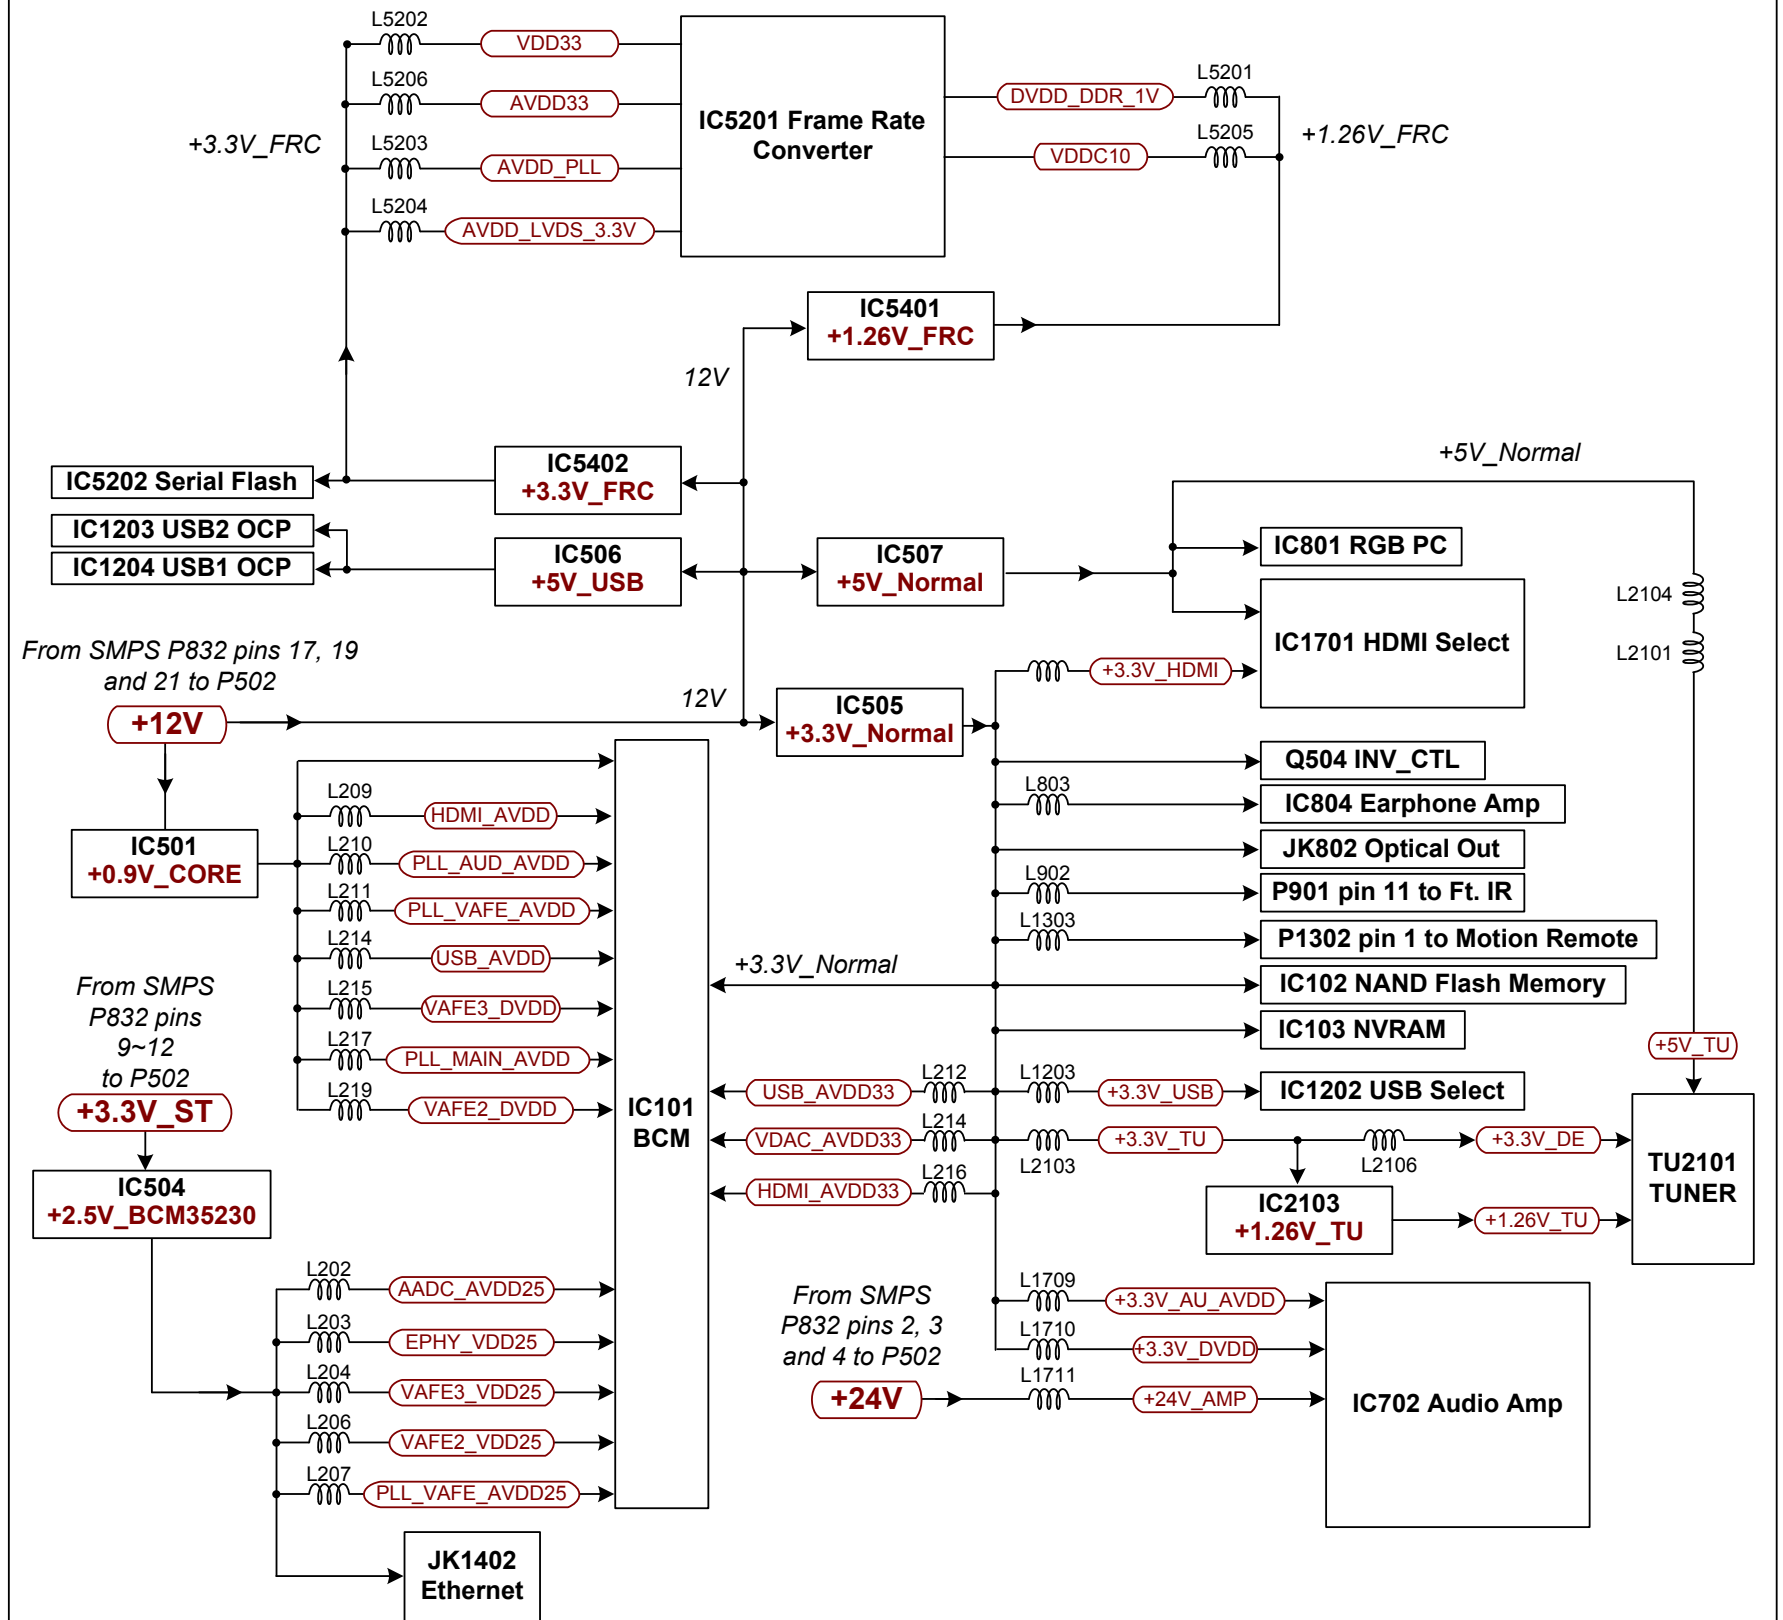 L5202
VDD33
L5206
AVDD33
L5203
AVDD_PLL
L5204
AVDD_LVDS_3.3V
+3.3V_FRC
IC5201 Frame Rate
Converter
DVDD_DDR_1V
L5201
VDDC10
L5205
+1.26V_FRC
IC5401
+1.26V_FRC
12V
IC5402
+3.3V_FRC
IC5202 Serial Flash
IC1203 USB2 OCP
IC1204 USB1 OCP
IC506
+5V_USB
IC507
+5V_Normal
+5V_Normal
IC801 RGB PC
IC1701 HDMI Select
+3.3V_HDMI
L2104
L2101
From SMPS P832 pins 17, 19
and 21 to P502
+12V
12V
IC505
+3.3V_Normal
Q504 INV_CTL
L803
IC804 Earphone Amp
JK802 Optical Out
L902
P901 pin 11 to Ft. IR
L1303
P1302 pin 1 to Motion Remote
+3.3V_Normal
IC102 NAND Flash Memory
IC103 NVRAM
IC501
+0.9V_CORE
L209
HDMI_AVDD
L210
PLL_AUD_AVDD
L211
PLL_VAFE_AVDD
L214
USB_AVDD
L215
VAFE3_DVDD
L217
PLL_MAIN_AVDD
L219
VAFE2_DVDD
IC101
BCM
From SMPS
P832 pins
9~12
to P502
+3.3V_ST
IC504
+2.5V_BCM35230
USB_AVDD33
L212
L1203
+3.3V_USB
IC1202 USB Select
VDAC_AVDD33
L214
L2103
+3.3V_TU
L2106
+3.3V_DE
HDMI_AVDD33
L216
IC2103
+1.26V_TU
+1.26V_TU
+5V_TU
TU2101
TUNER
L202
AADC_AVDD25
L203
EPHY_VDD25
L204
VAFE3_VDD25
L206
VAFE2_VDD25
L207
PLL_VAFE_AVDD25
JK1402
Ethernet
From SMPS
P832 pins 2, 3
and 4 to P502
+24V
L1709
+3.3V_AU_AVDD
L1710
+3.3V_DVDD
L1711
+24V_AMP
IC702 Audio Amp